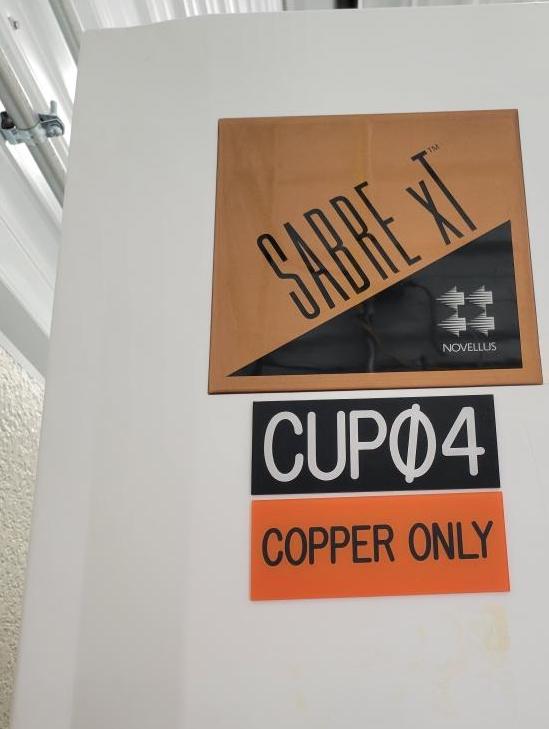 SABRE xT™
NOVELLUS
CUPØ4
COPPER ONLY